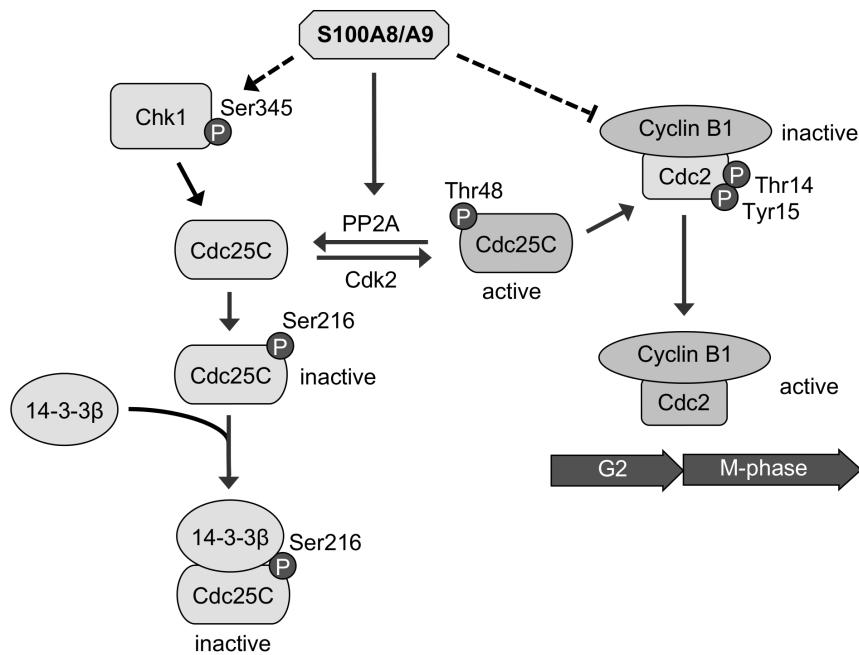 S100A8/A9
Chk1
Ser345
P
Cyclin B1
inactive
Cdc2
P
P
Thr14
Tyr15
Thr48
P
Cdc25C
active
PP2A
Cdk2
Cdc25C
Ser216
P
Cdc25C
inactive
14-3-3β
Cyclin B1
Cdc2
active
G2
M-phase
14-3-3β
Ser216
P
Cdc25C
inactive